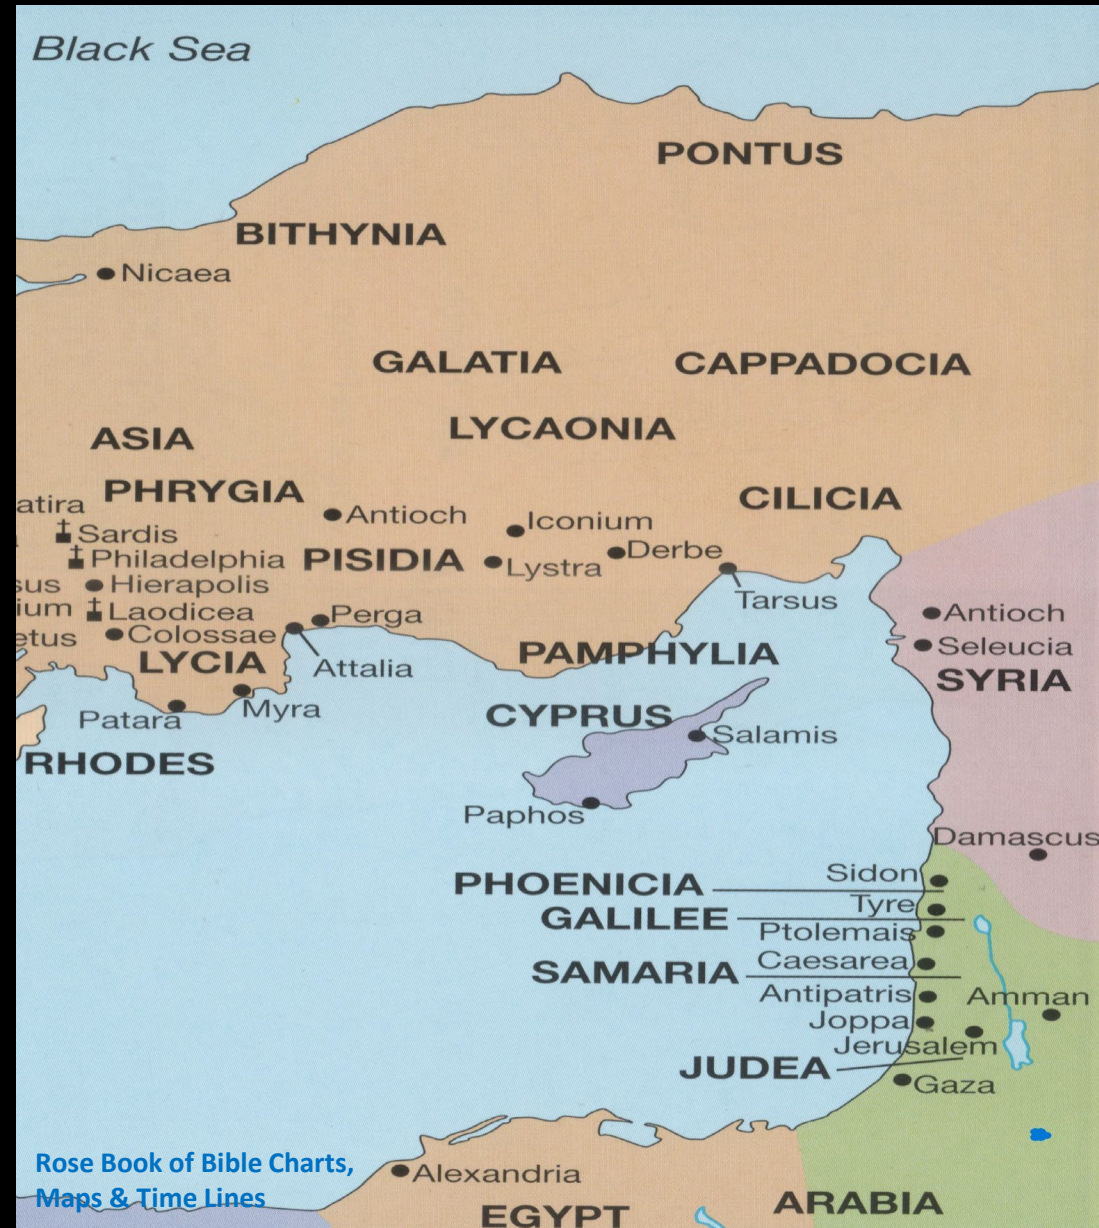 Black Sea
PONTUS
BITHYNIA
Nicaea
GALATIA
CAPPADOCIA
LYCAONIA
ASIA
PHRYGIA
CILICIA
atira
Antioch
Iconium
Sardis
Philadelphia
PISIDIA
Lystra
Derbe
sus
Hierapolis
Tarsus
ium
Laodicea
Perga
Antioch
etus
Colossae
Seleucia
LYCIA
Attalia
PAMPHYLIA
SYRIA
Patara
Myra
CYPRUS
Salamis
RHODES
Paphos
Damascus
Sidon
PHOENICIA
Tyre
GALILEE
Ptolemais
Caesarea
SAMARIA
Antipatris
Amman
Joppa
Jerusalem
JUDEA
Gaza
Rose Book of Bible Charts,
Maps & Time Lines
Alexandria
EGYPT
ARABIA